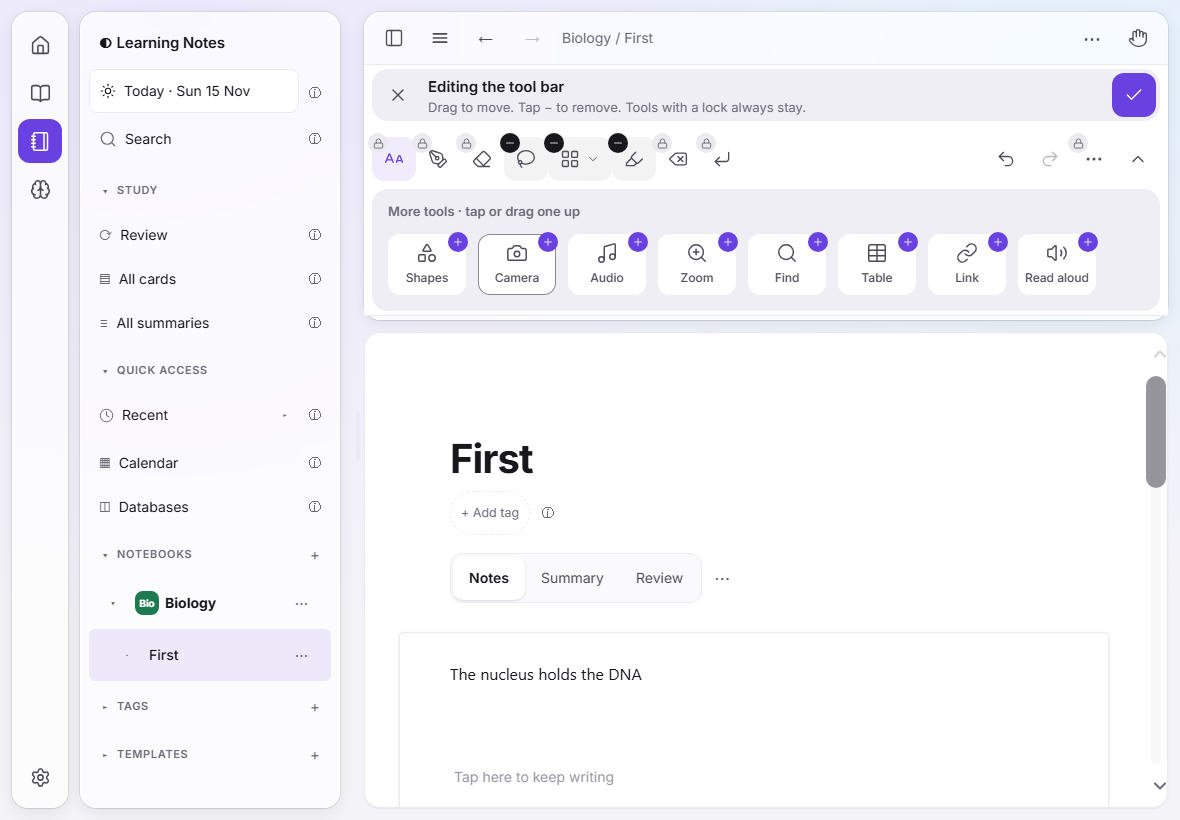 Learning Notes
Today · Sun 15 Nov
Search
STUDY
Review
All cards
All summaries
QUICK ACCESS
Recent
Calendar
Databases
NOTEBOOKS
Bio Biology
First
TAGS
TEMPLATES
Biology / First
Editing the tool bar
Drag to move. Tap − to remove. Tools with a lock always stay.
AA
More tools · tap or drag one up
Shapes Camera Audio Zoom Find Table Link Read aloud
First
+ Add tag
Notes Summary Review
The nucleus holds the DNA
Tap here to keep writing